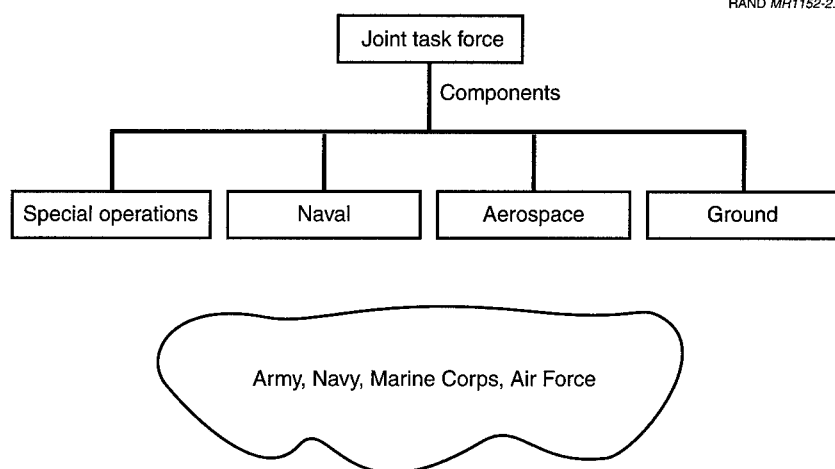 RAND MR1152-2.
Joint task force
Components
Special operations
Naval
Aerospace
Ground
Army, Navy, Marine Corps, Air Force